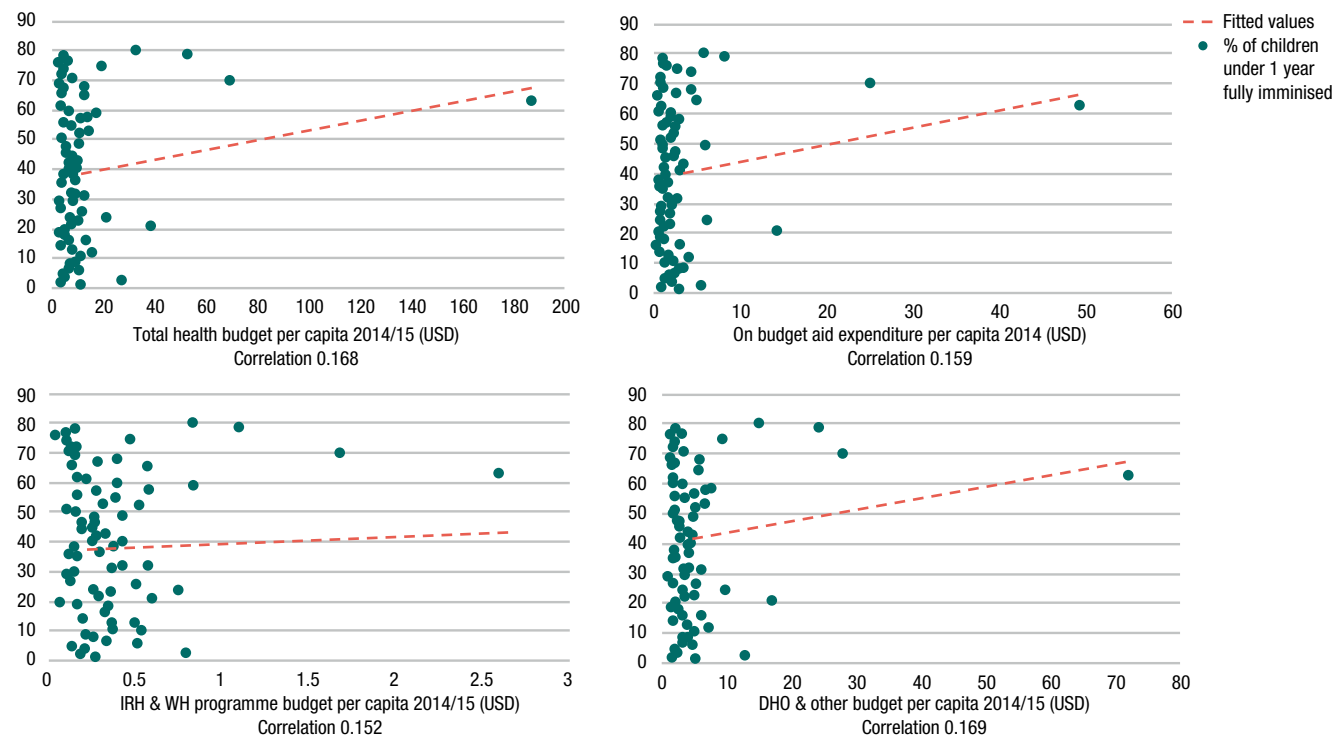 90
80
70
60
50
40
30
20
10
0
0 20 40 60 80 100 120 140 160 180 200
Total health budget per capita 2014/15 (USD)
Correlation 0.168
90
80
70
60
50
40
30
20
10
0
0 10 20 30 40 50 60
On budget aid expenditure per capita 2014 (USD)
Correlation 0.159
Fitted values
% of children
under 1 year
fully imminised
90
80
70
60
50
40
30
20
10
0
0 0.5 1 1.5 2 2.5 3
IRH & WH programme budget per capita 2014/15 (USD)
Correlation 0.152
90
80
70
60
50
40
30
20
10
0
0 10 20 30 40 50 60 70 80
DHO & other budget per capita 2014/15 (USD)
Correlation 0.169